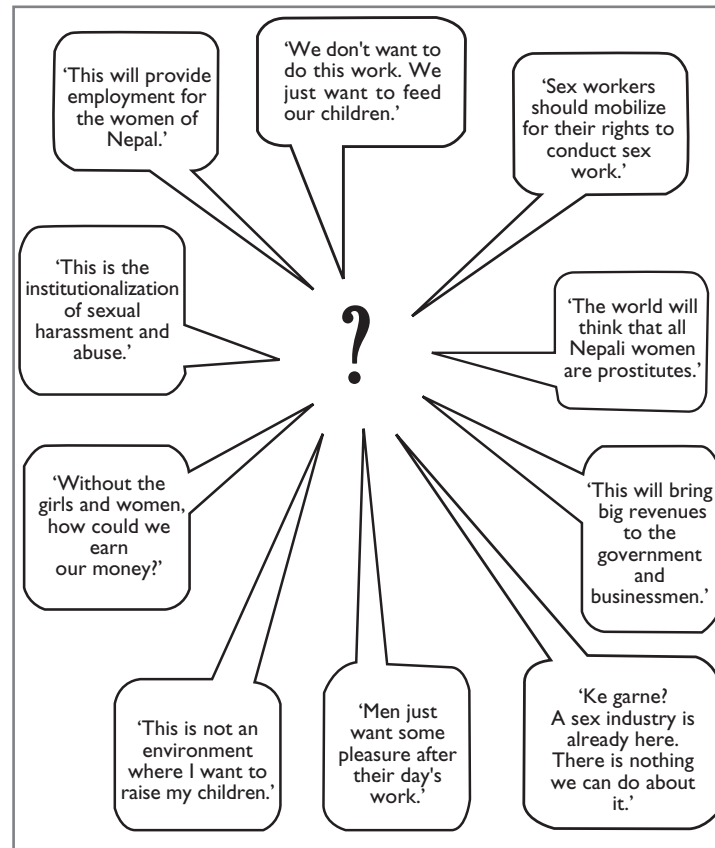 ‘This will provide
employment for
the women of
Nepal.’
‘We don't want to
do this work. We
just want to feed
our children.’
‘Sex workers
should mobilize
for their rights to
conduct sex
work.’
‘This is the
institutionalization
of sexual
harassment and
abuse.’
?
‘The world will
think that all
Nepali women
are prostitutes.’
‘Without the
girls and women,
how could we
earn
our money?’
‘This will bring
big revenues
to the
government
and
businessmen.’
‘This is not an
environment
where I want to
raise my children.’
‘Men just
want some
pleasure after
their day's
work.’
‘Ke garne?
A sex industry is
already here.
There is nothing
we can do about
it.’